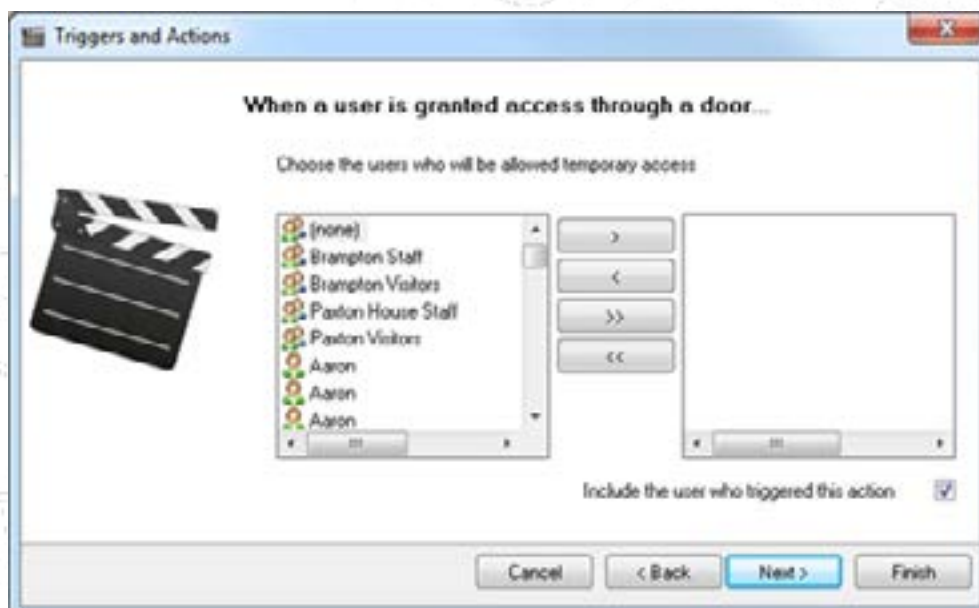 Triggers and Actions
When a user is granted access through a door...
Choose the users who will be allowed temporary access
(none)
Brampton Staff
Brampton Visitors
Paxton House Staff
Paxton Visitors
Aaron
Aaron
Aaron
>
<
>>
<<
Include the user who triggered this action
Cancel
< Back
Next >
Finish